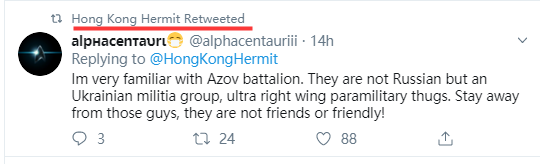 Hong Kong Hermit Retweeted
alpнacenтaυrι😷 @alphacentauriii · 14h
Replying to @HongKongHermit
Im very familiar with Azov battalion. They are not Russian but an
Ukrainian militia group, ultra right wing paramilitary thugs. Stay away
from those guys, they are not friends or friendly!
3 24 88